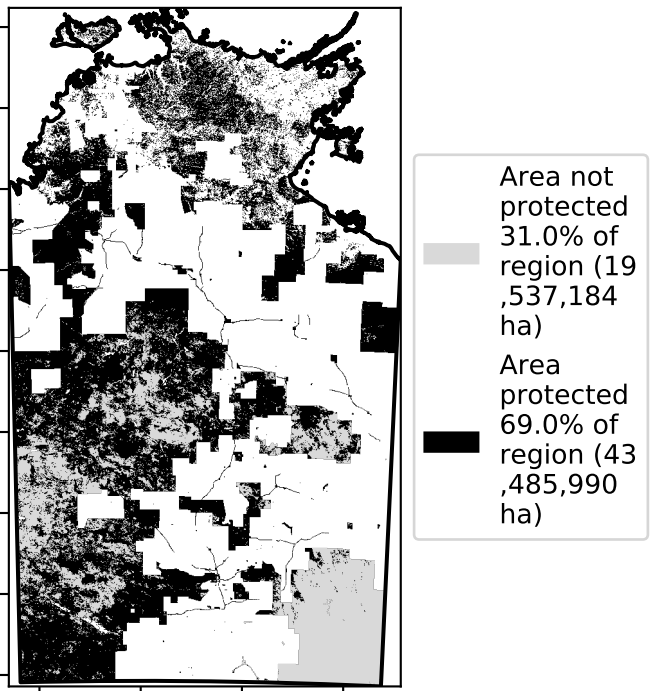 Area not
protected
31.0% of
region (19
,537,184
ha)
Area
protected
69.0% of
region (43
,485,990
ha)